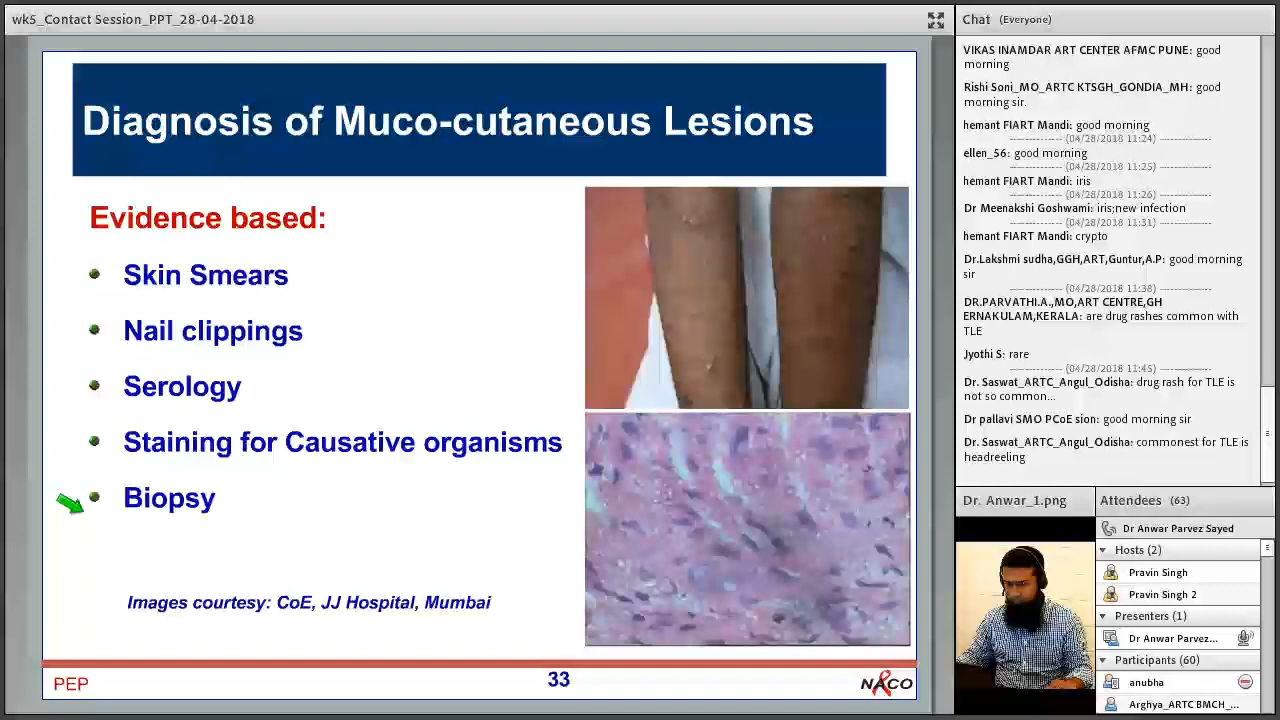 wk5_Contact Session_PPT_28-04-2018
Diagnosis of Muco-cutaneous Lesions
Evidence based:
Skin Smears
Nail clippings
Serology
Staining for Causative organisms
Biopsy
Images courtesy: CoE, JJ Hospital, Mumbai
PEP
33
NACO
Chat (Everyone)
VIKAS INAMDAR ART CENTER AFMC PUNE: good
morning
Rishi Soni_MO_ARTC KTSGH_GONDIA_MH: good
morning sir.
hemant FIART Mandi: good morning
------------- (04/28/2018 11:24) -------------
ellen_56: good morning
------------- (04/28/2018 11:25) -------------
hemant FIART Mandi: iris
------------- (04/28/2018 11:26) -------------
Dr Meenakshi Goshwami: iris;new infection
------------- (04/28/2018 11:31) -------------
hemant FIART Mandi: crypto
Dr.Lakshmi sudha,GGH,ART,Guntur,A.P: good morning
sir
------------- (04/28/2018 11:38) -------------
DR.PARVATHI.A.,MO,ART CENTRE,GH
ERNAKULAM,KERALA: are drug rashes common with
TLE
Jyothi S: rare
------------- (04/28/2018 11:45) -------------
Dr. Saswat_ARTC_Angul_Odisha: drug rash for TLE is
not so common...
Dr pallavi SMO PCoE sion: good morning sir
Dr. Saswat_ARTC_Angul_Odisha: commonest for TLE is
headreeling
Dr. Anwar_1.png
Attendees (63)
Dr Anwar Parvez Sayed
Hosts (2)
Pravin Singh
Pravin Singh 2
Presenters (1)
Dr Anwar Parvez...
Participants (60)
anubha
Arghya_ARTC BMCH_...